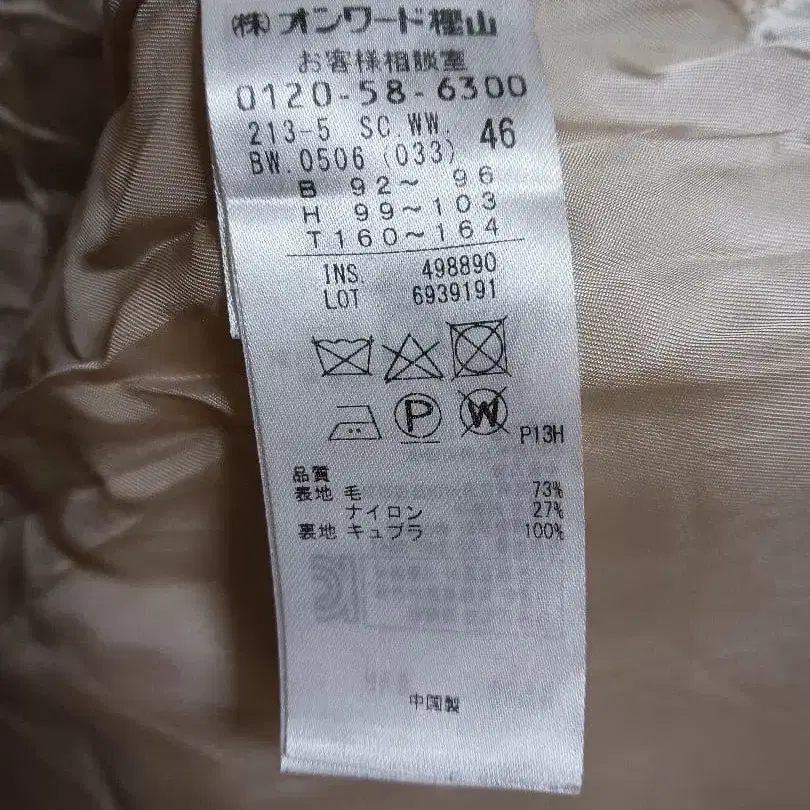 (株)オンワード樫山
お客様相談室
0120-58-6300
213-5 SC.WW. 46
BW.0506 (033)
B 92～ 96
H 99～103
T160～164
INS 498890
LOT 6939191
P
W
P13H
品質
表地 毛 73%
ナイロン 27%
裏地 キュプラ 100%
中国製